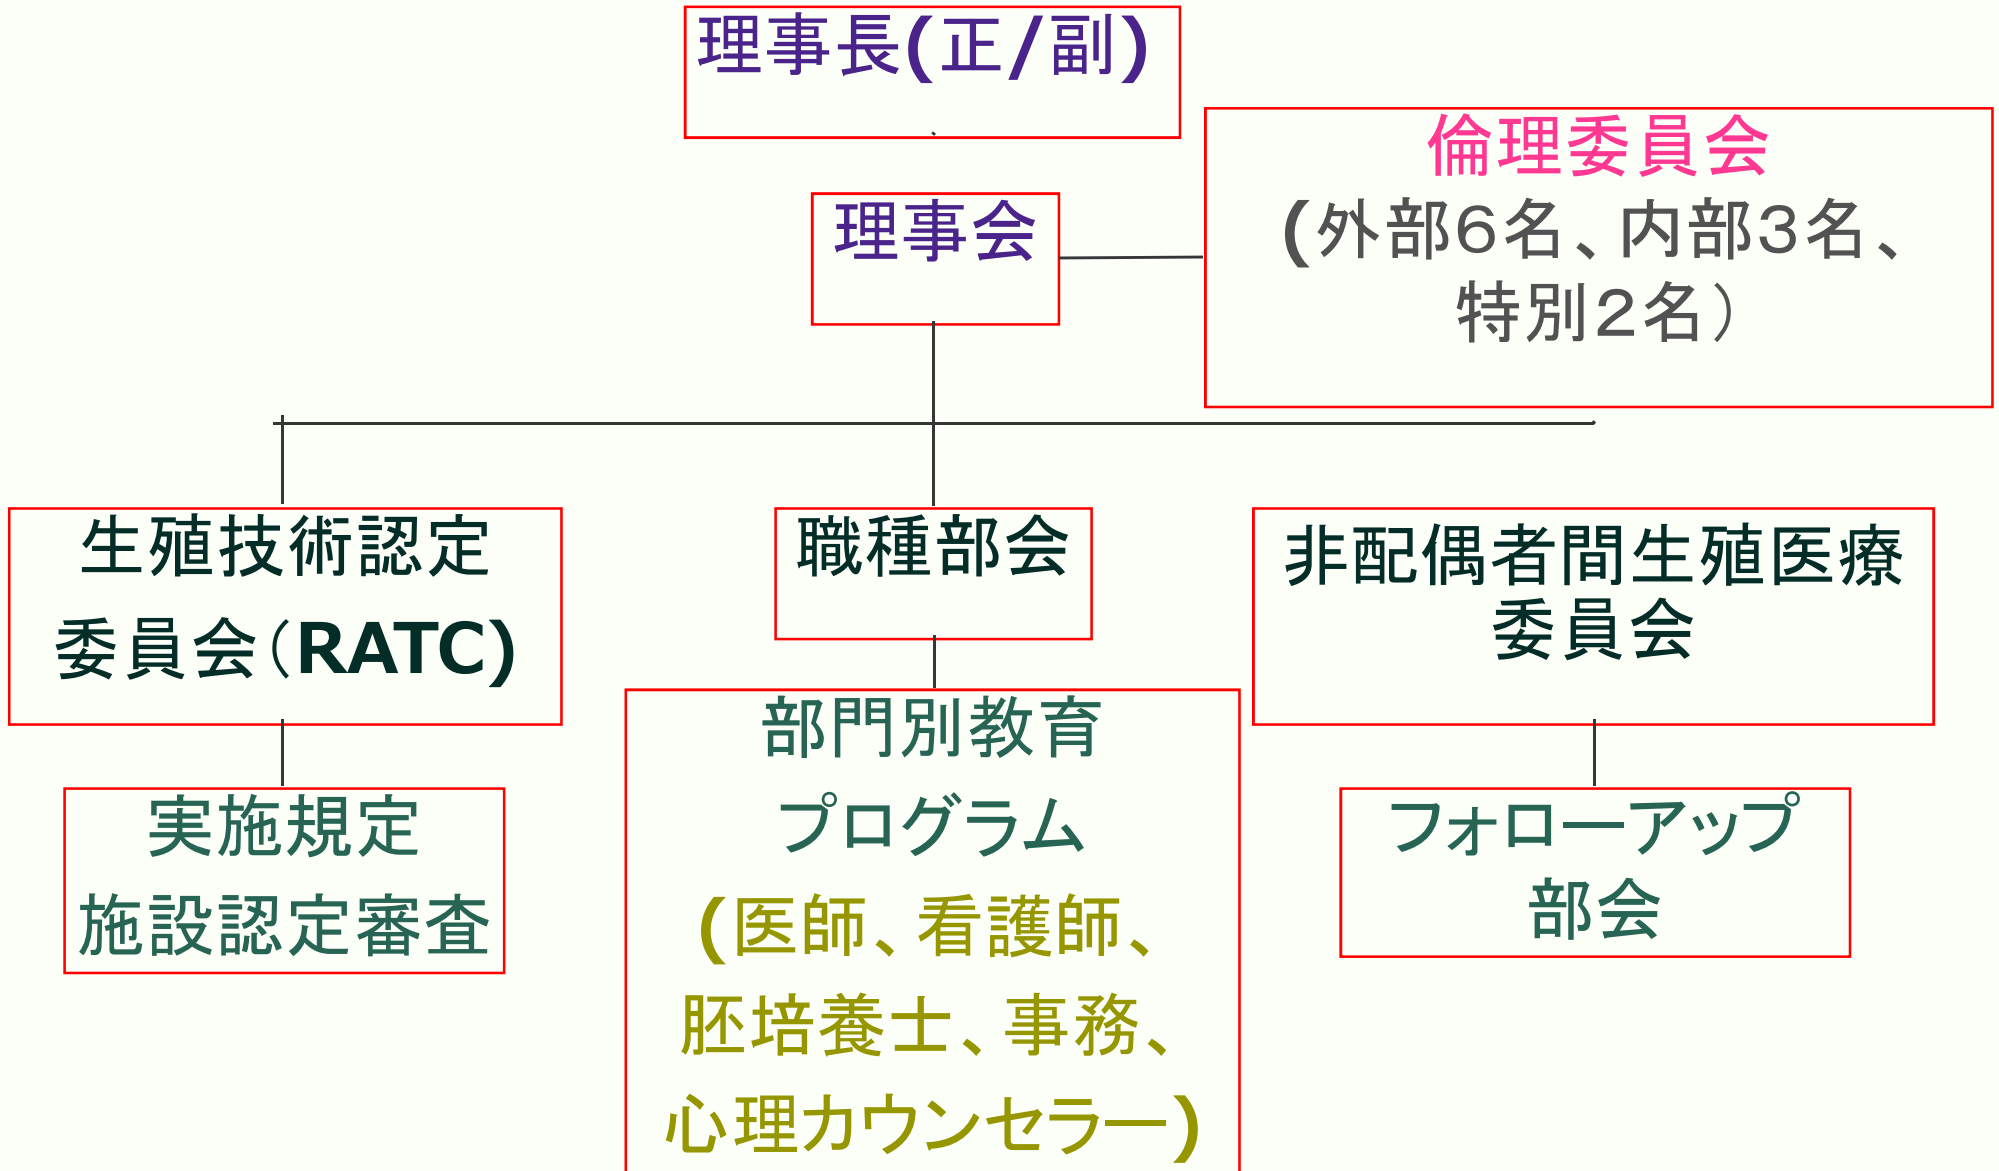 理事長(正/副)
理事会
倫理委員会
(外部６名、内部３名、
特別２名）
生殖技術認定
委員会（RATC)
職種部会
非配偶者間生殖医療
委員会
実施規定
施設認定審査
部門別教育
プログラム
(医師、看護師、
胚培養士、事務、
心理カウンセラー)
フォローアップ
部会